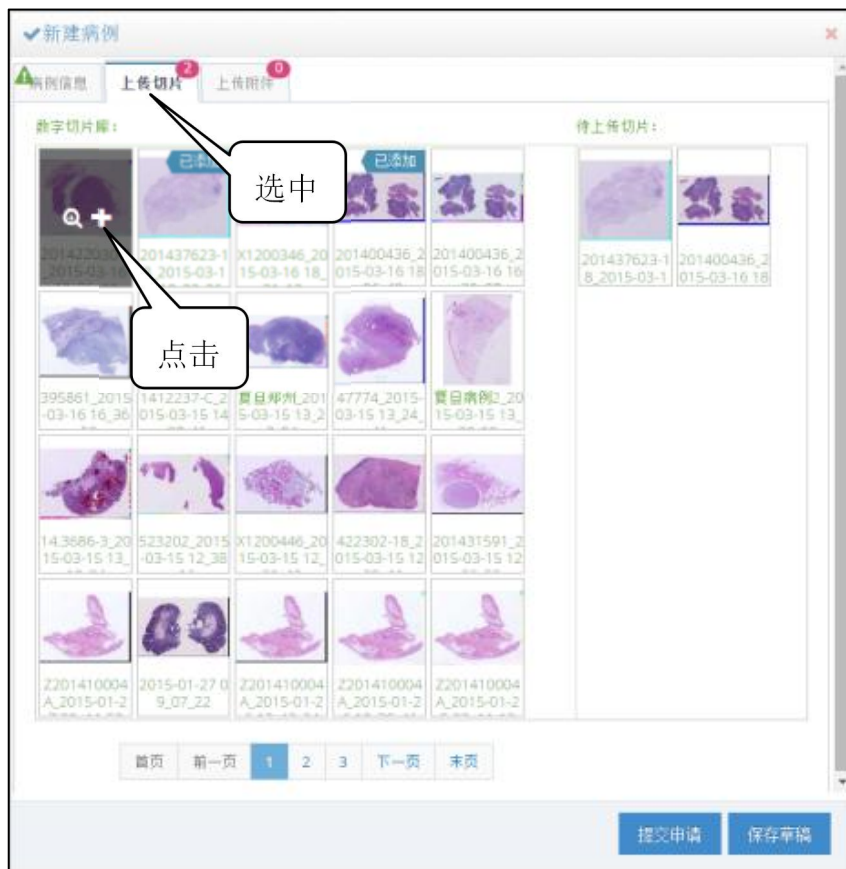 新建病例
病例信息
上传切片
2
上传附件
0
数字切片库：
待上传切片：
已添加
已添加
选中
点击
201437623-1
_2015-03-1
X1200346_20
15-03-16 18_
201400436_2
015-03-16 18
201400436_2
015-03-16 16
201437623-1
8_2015-03-1
201400436_2
015-03-16 18
395861_2015
-03-16 16_36
1412237-C_2
015-03-15 14
夏目郑州_201
5-03-15 13_2
47774_2015-
03-15 13_24_
夏目病例2_20
15-03-15 13_
14.3686-3_20
15-03-15 13_
523202_2015
-03-15 12_38
X1200446_20
15-03-15 12_
422302-18_2
015-03-15 12
201431591_2
015-03-15 12
Z201410004
A_2015-01-2
2015-01-27 0
9_07_22
Z201410004
A_2015-01-2
Z201410004
A_2015-01-2
Z201410004
A_2015-01-2
首页 前一页 1 2 3 下一页 末页
提交申请 保存草稿